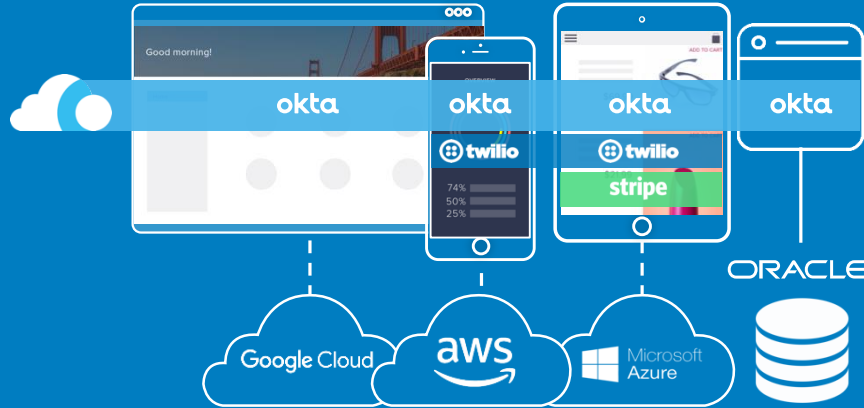 Good morning!
ADD TO CART
OVERVIEW
okta
okta
okta
okta
twilio
twilio
stripe
74%
50%
25%
ORACLE
Google Cloud
aws
Microsoft
Azure